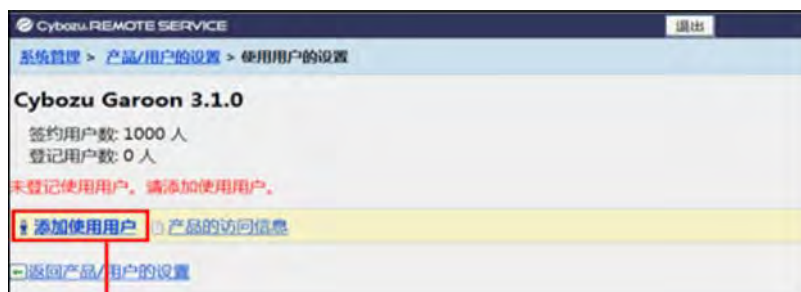 Cybozu.REMOTE SERVICE 退出
系统管理 > 产品/用户的设置 > 使用用户的设置
Cybozu Garoon 3.1.0
签约用户数: 1000 人
登记用户数: 0 人
未登记使用用户。请添加使用用户。
添加使用用户 产品的访问信息
返回产品/用户的设置